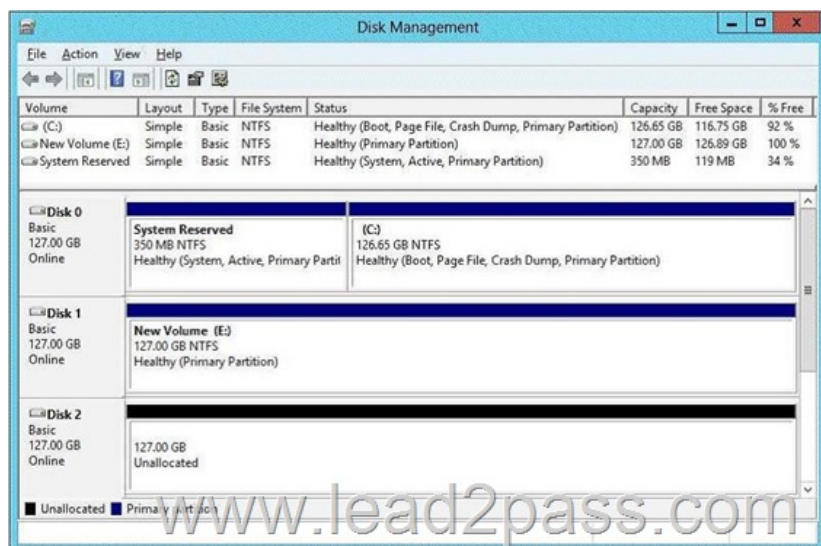 Disk Management
File Action View Help
Volume Layout Type File System Status Capacity Free Space % Free
(C:) Simple Basic NTFS Healthy (Boot, Page File, Crash Dump, Primary Partition) 126.65 GB 116.75 GB 92 %
New Volume (E:) Simple Basic NTFS Healthy (Primary Partition) 127.00 GB 126.89 GB 100 %
System Reserved Simple Basic NTFS Healthy (System, Active, Primary Partition) 350 MB 119 MB 34 %
Disk 0
Basic
127.00 GB
Online
System Reserved
350 MB NTFS
Healthy (System, Active, Primary Partit
(C:)
126.65 GB NTFS
Healthy (Boot, Page File, Crash Dump, Primary Partition)
Disk 1
Basic
127.00 GB
Online
New Volume (E:)
127.00 GB NTFS
Healthy (Primary Partition)
Disk 2
Basic
127.00 GB
Online
127.00 GB
Unallocated
Unallocated Primary partition
www.lead2pass.com